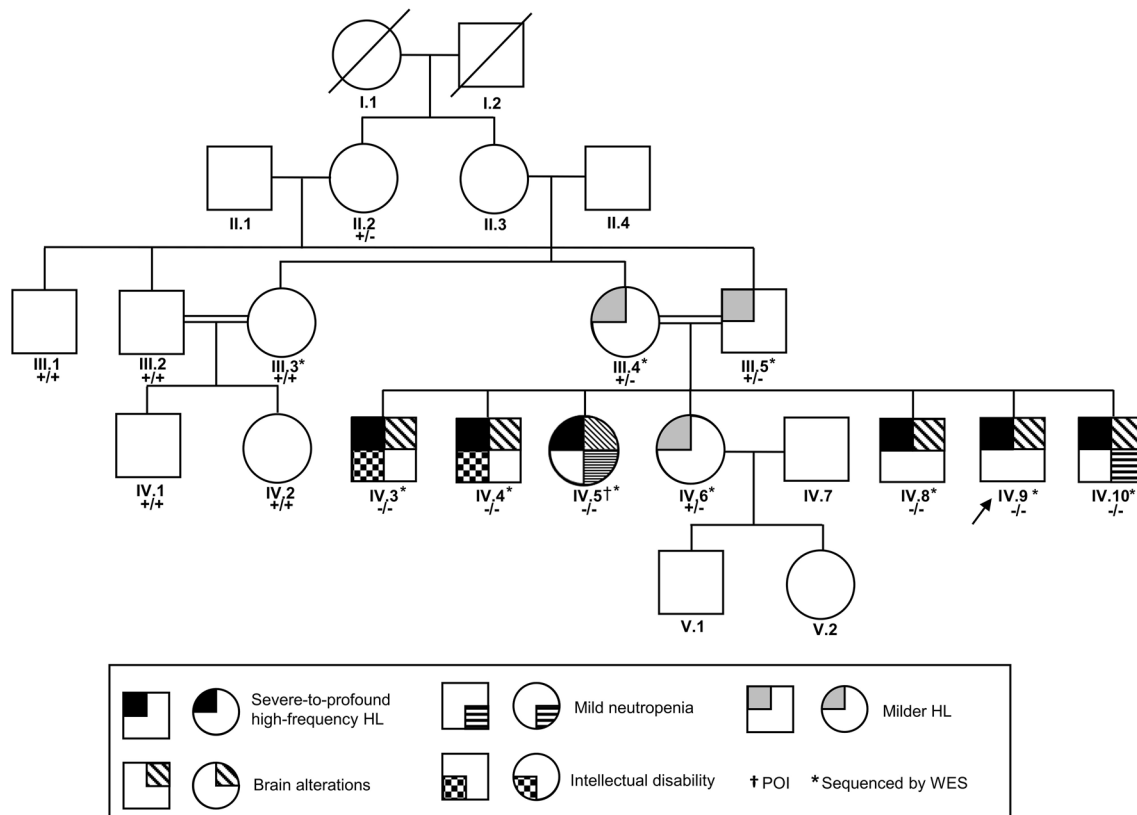 I.1 I.2
II.1 II.2 II.3 II.4
+/-
III.1 III.2 III.3* III.4* III.5*
+/+ +/+ +/+ +/- +/-
IV.1 IV.2 IV.3* IV.4* IV.5†* IV.6* IV.7 IV.8* IV.9* IV.10*
+/+ +/+ -/- -/- -/- +/- -/- -/- -/-
V.1 V.2
Severe-to-profound
high-frequency HL
Mild neutropenia
Milder HL
Brain alterations
Intellectual disability
† POI
*Sequenced by WES